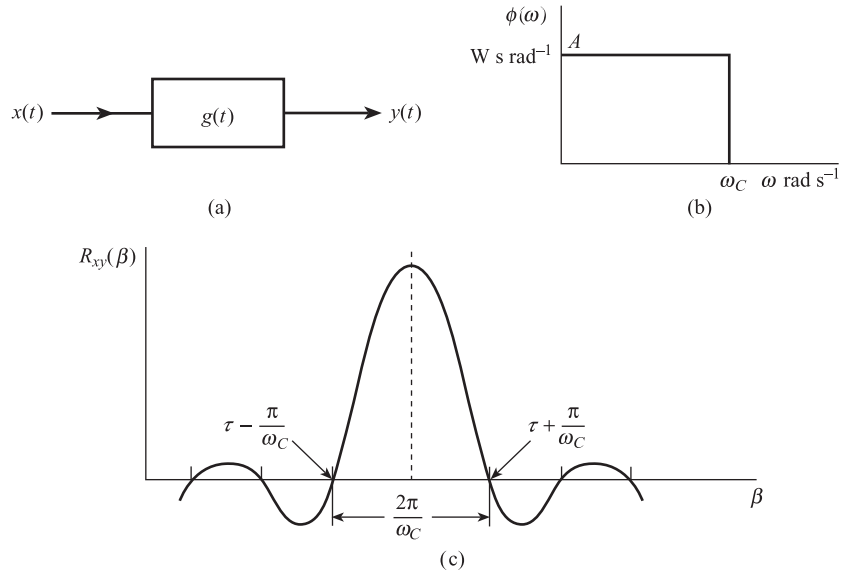 x(t) g(t) y(t)
(a)
ϕ(ω)
W s rad⁻¹ A
ω_C ω rad s⁻¹
(b)
R_xy(β)
τ − π/ω_C τ + π/ω_C
2π/ω_C
β
(c)